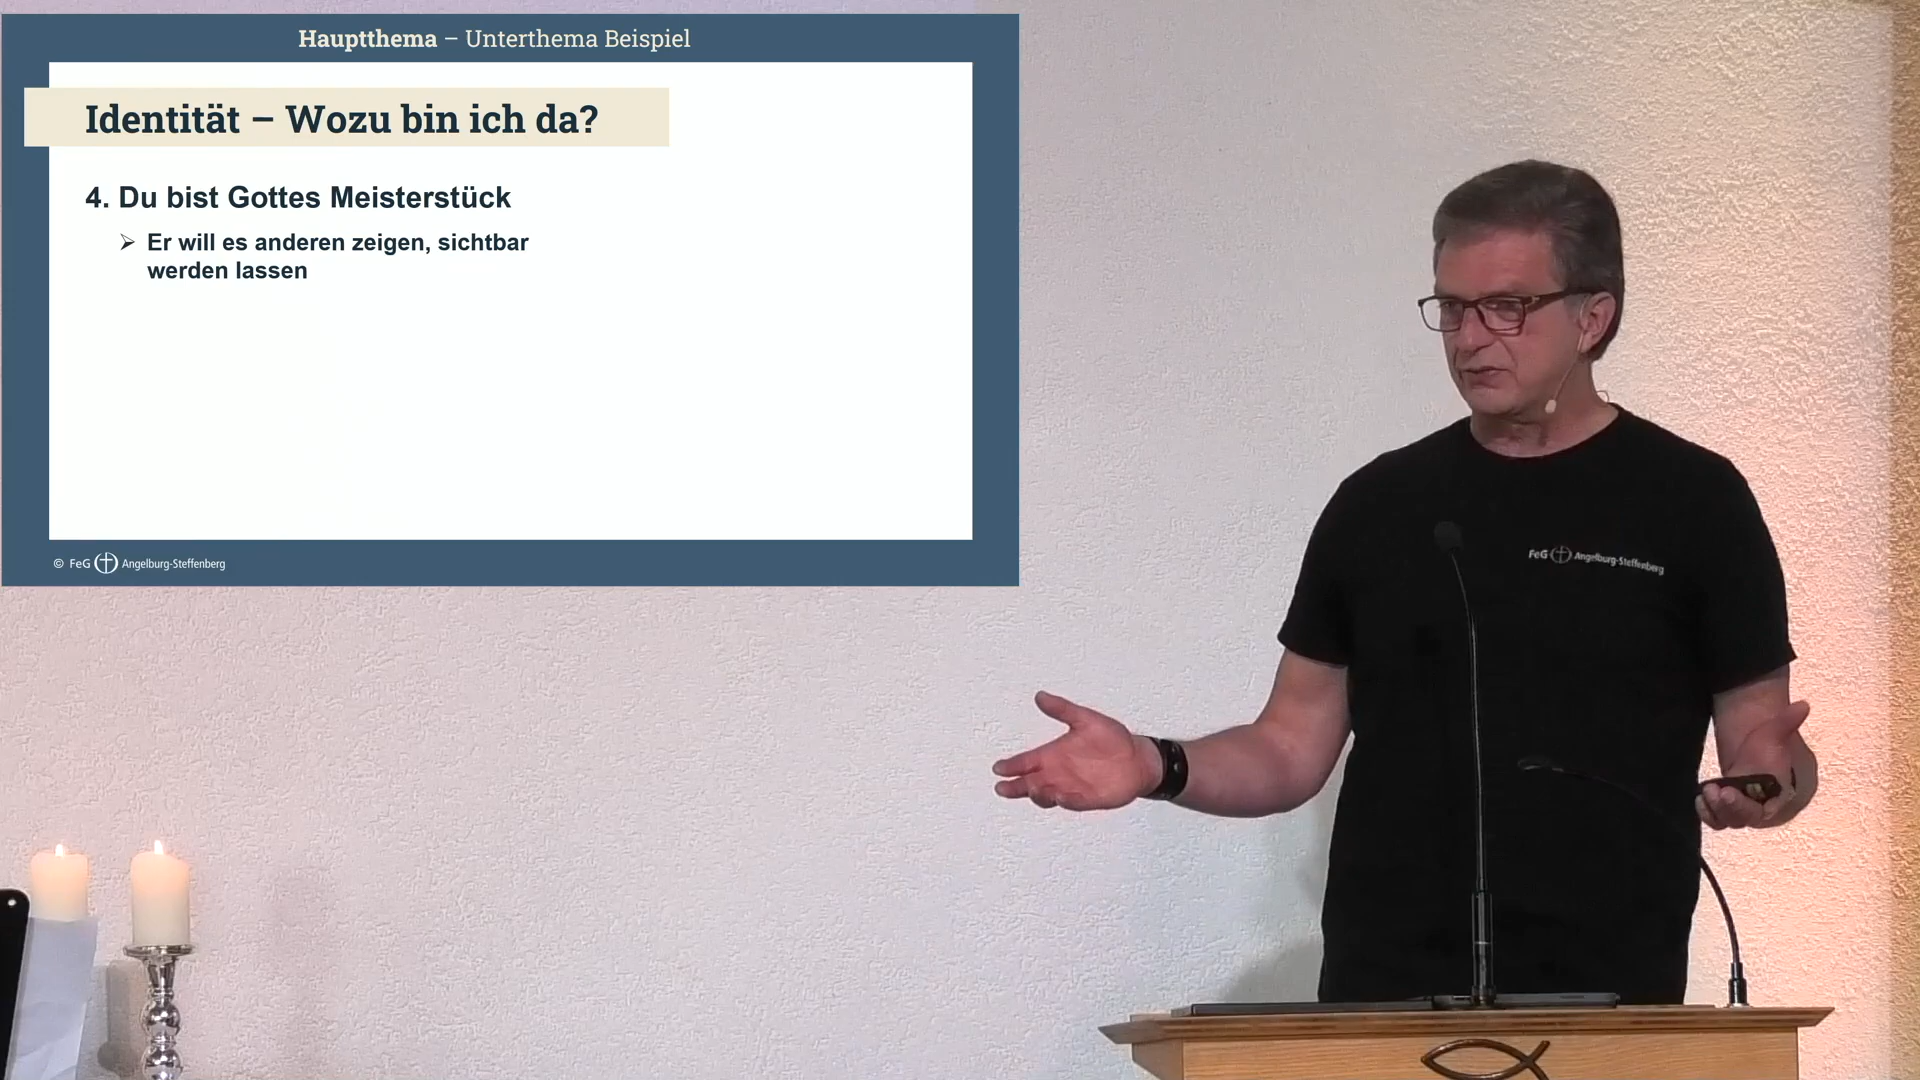 Hauptthema – Unterthema Beispiel
Identität – Wozu bin ich da?
4. Du bist Gottes Meisterstück
➢ Er will es anderen zeigen, sichtbar
werden lassen
© FeG Angelburg-Steffenberg
FeG Angelburg-Steffenberg